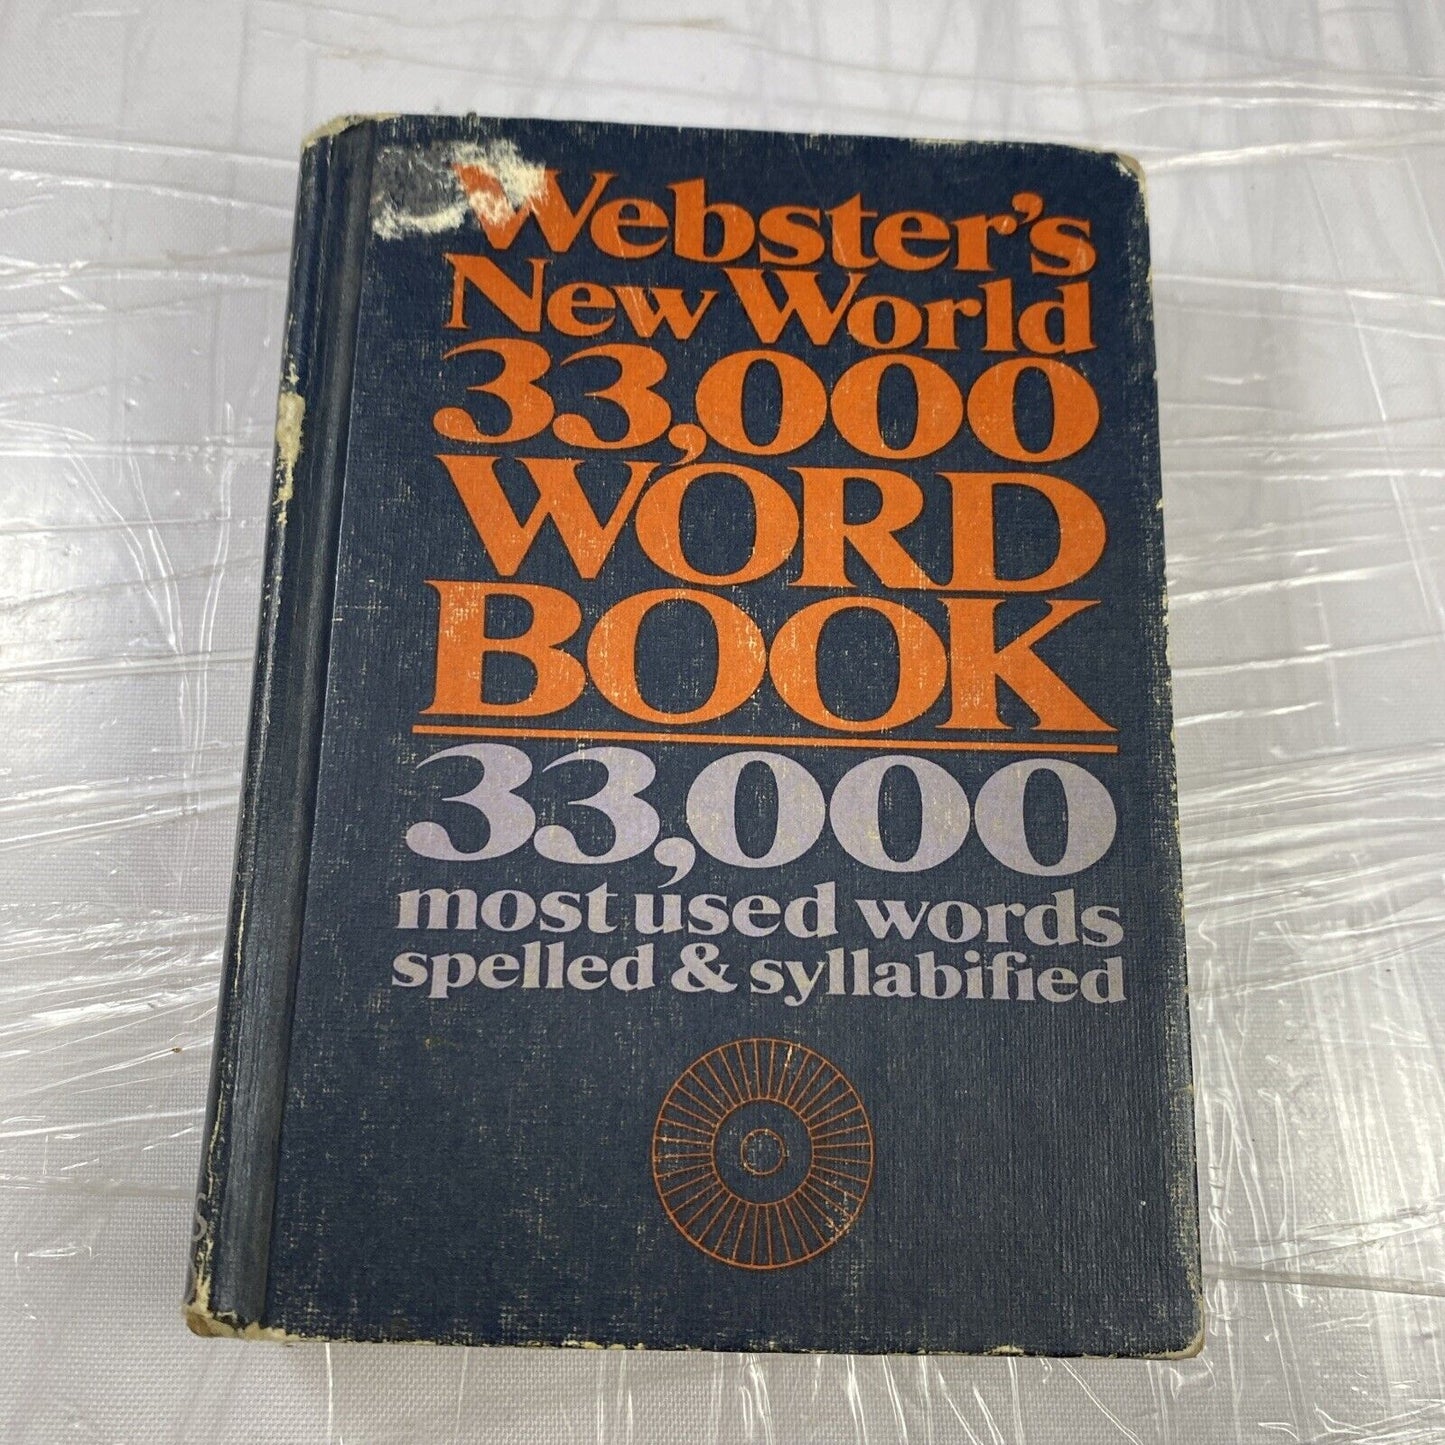 Webster's
New World
33,000
WORD
BOOK
33,000
most used words
spelled & syllabified